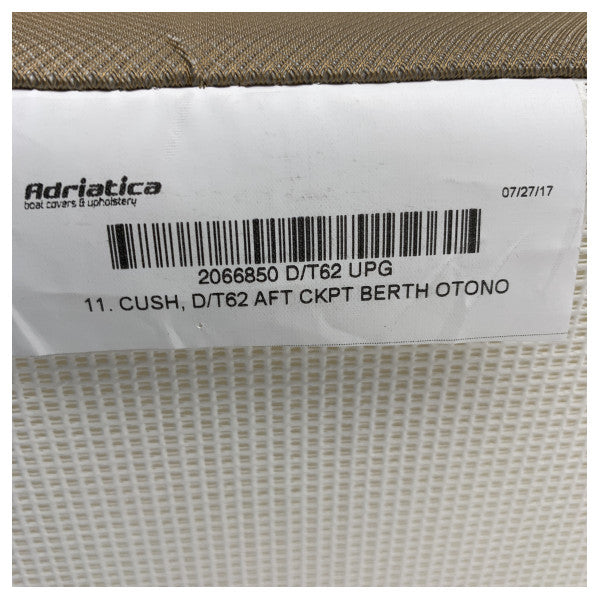 Adriatica
boat covers & upholstery
07/27/17
2066850 D/T62 UPG
11. CUSH, D/T62 AFT CKPT BERTH OTONO